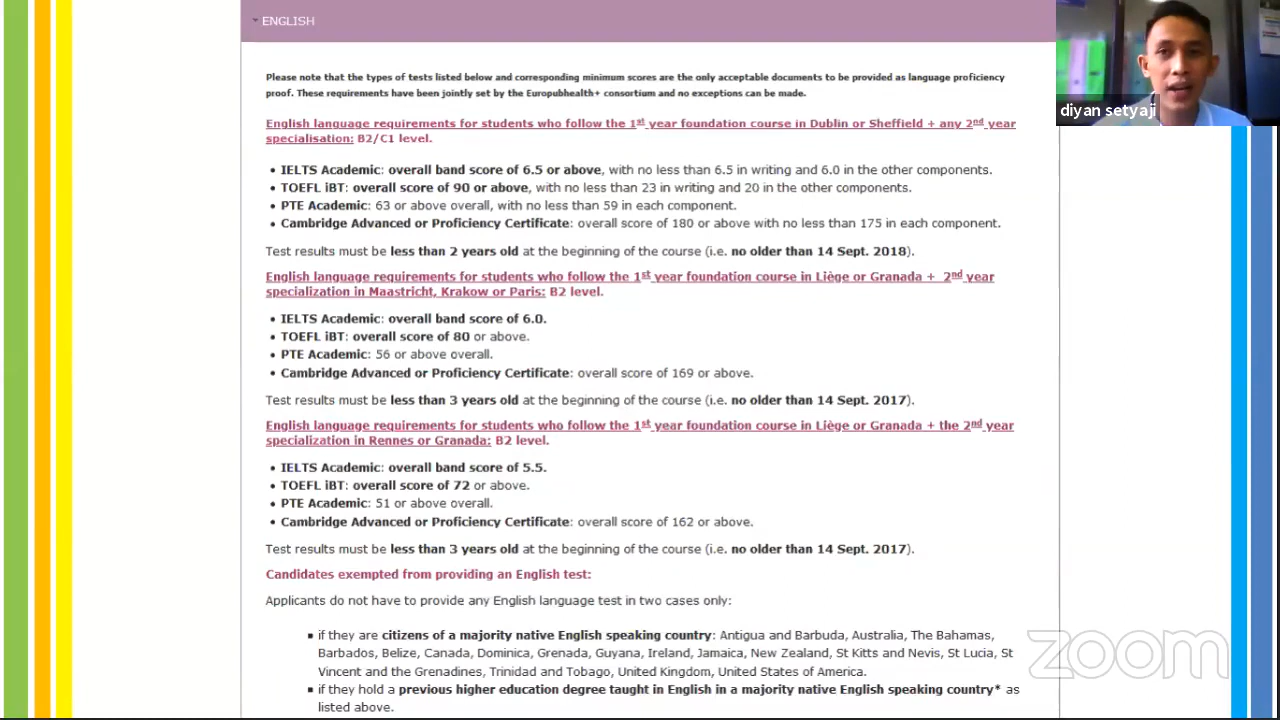 ENGLISH
Please note that the types of tests listed below and corresponding minimum scores are the only acceptable documents to be provided as language proficiency
proof. These requirements have been jointly set by the Europubhealth+ consortium and no exceptions can be made.
English language requirements for students who follow the 1st year foundation course in Dublin or Sheffield + any 2nd year
specialisation: B2/C1 level.
• IELTS Academic: overall band score of 6.5 or above, with no less than 6.5 in writing and 6.0 in the other components.
• TOEFL iBT: overall score of 90 or above, with no less than 23 in writing and 20 in the other components.
• PTE Academic: 63 or above overall, with no less than 59 in each component.
• Cambridge Advanced or Proficiency Certificate: overall score of 180 or above with no less than 175 in each component.
Test results must be less than 2 years old at the beginning of the course (i.e. no older than 14 Sept. 2018).
English language requirements for students who follow the 1st year foundation course in Liège or Granada + 2nd year
specialization in Maastricht, Krakow or Paris: B2 level.
• IELTS Academic: overall band score of 6.0.
• TOEFL iBT: overall score of 80 or above.
• PTE Academic: 56 or above overall.
• Cambridge Advanced or Proficiency Certificate: overall score of 169 or above.
Test results must be less than 3 years old at the beginning of the course (i.e. no older than 14 Sept. 2017).
English language requirements for students who follow the 1st year foundation course in Liège or Granada + the 2nd year
specialization in Rennes or Granada: B2 level.
• IELTS Academic: overall band score of 5.5.
• TOEFL iBT: overall score of 72 or above.
• PTE Academic: 51 or above overall.
• Cambridge Advanced or Proficiency Certificate: overall score of 162 or above.
Test results must be less than 3 years old at the beginning of the course (i.e. no older than 14 Sept. 2017).
Candidates exempted from providing an English test:
Applicants do not have to provide any English language test in two cases only:
▪ if they are citizens of a majority native English speaking country: Antigua and Barbuda, Australia, The Bahamas,
Barbados, Belize, Canada, Dominica, Grenada, Guyana, Ireland, Jamaica, New Zealand, St Kitts and Nevis, St Lucia, St
Vincent and the Grenadines, Trinidad and Tobago, United Kingdom, United States of America.
▪ if they hold a previous higher education degree taught in English in a majority native English speaking country* as
listed above.
diyan setyaji
zoom